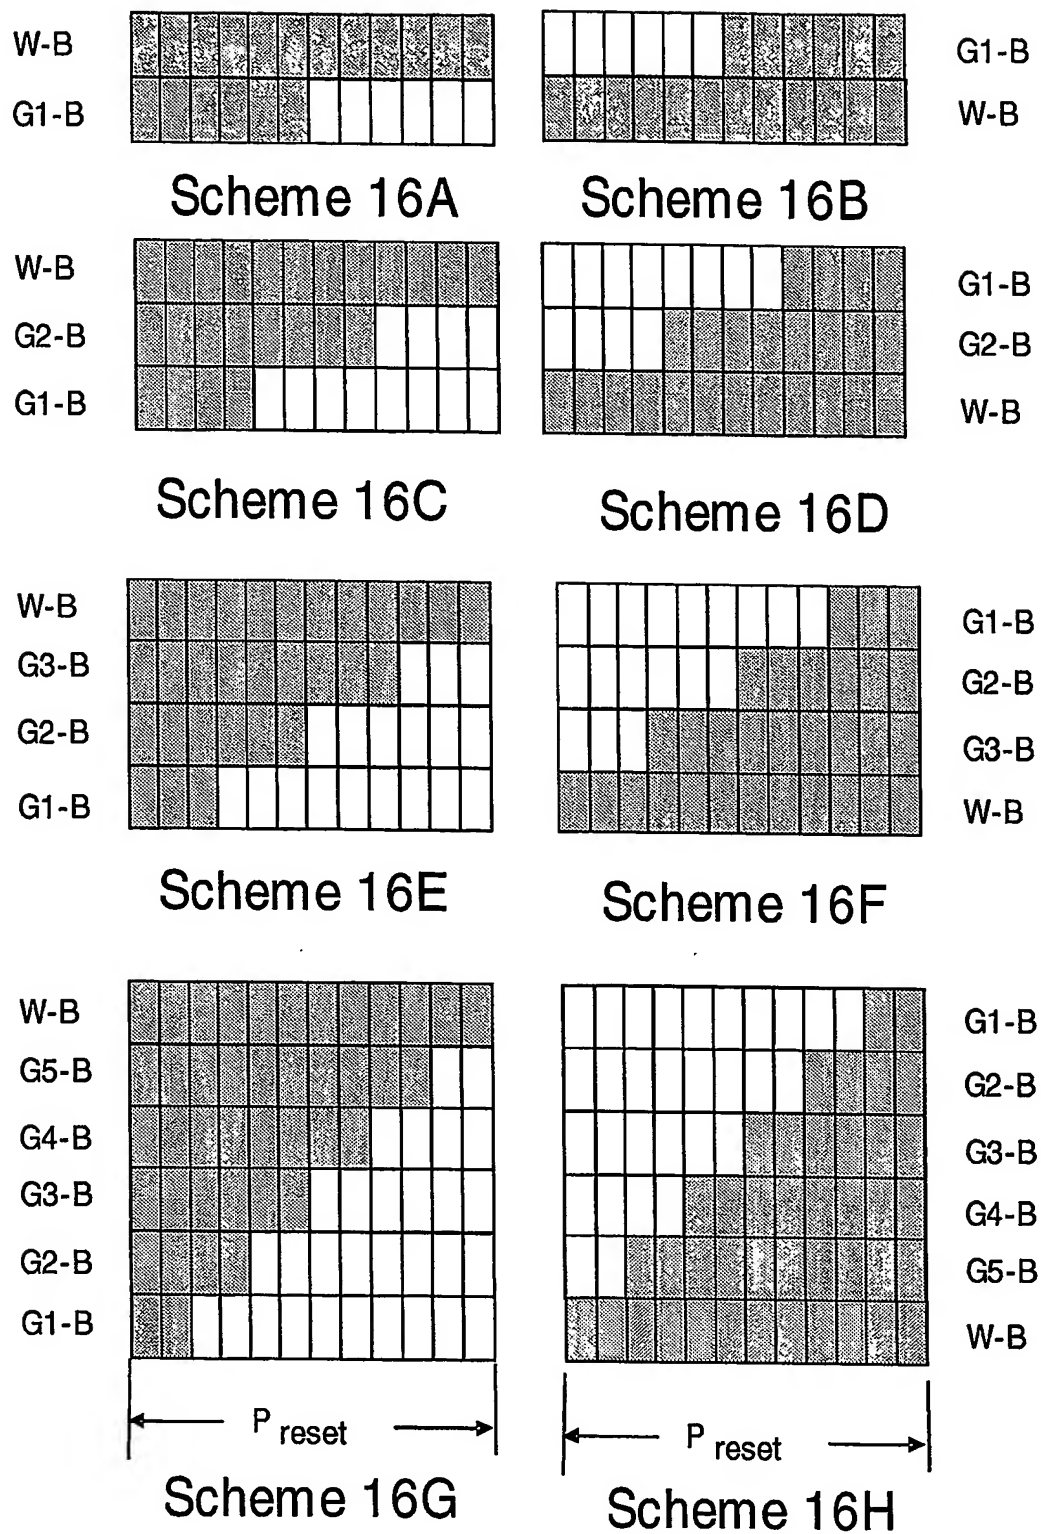 W-B
G1-B
G1-B
W-B
Scheme 16A
Scheme 16B
W-B
G2-B
G1-B
G1-B
G2-B
W-B
Scheme 16C
Scheme 16D
W-B
G3-B
G2-B
G1-B
G1-B
G2-B
G3-B
W-B
Scheme 16E
Scheme 16F
W-B
G5-B
G4-B
G3-B
G2-B
G1-B
G1-B
G2-B
G3-B
G4-B
G5-B
W-B
P reset
P reset
Scheme 16G
Scheme 16H